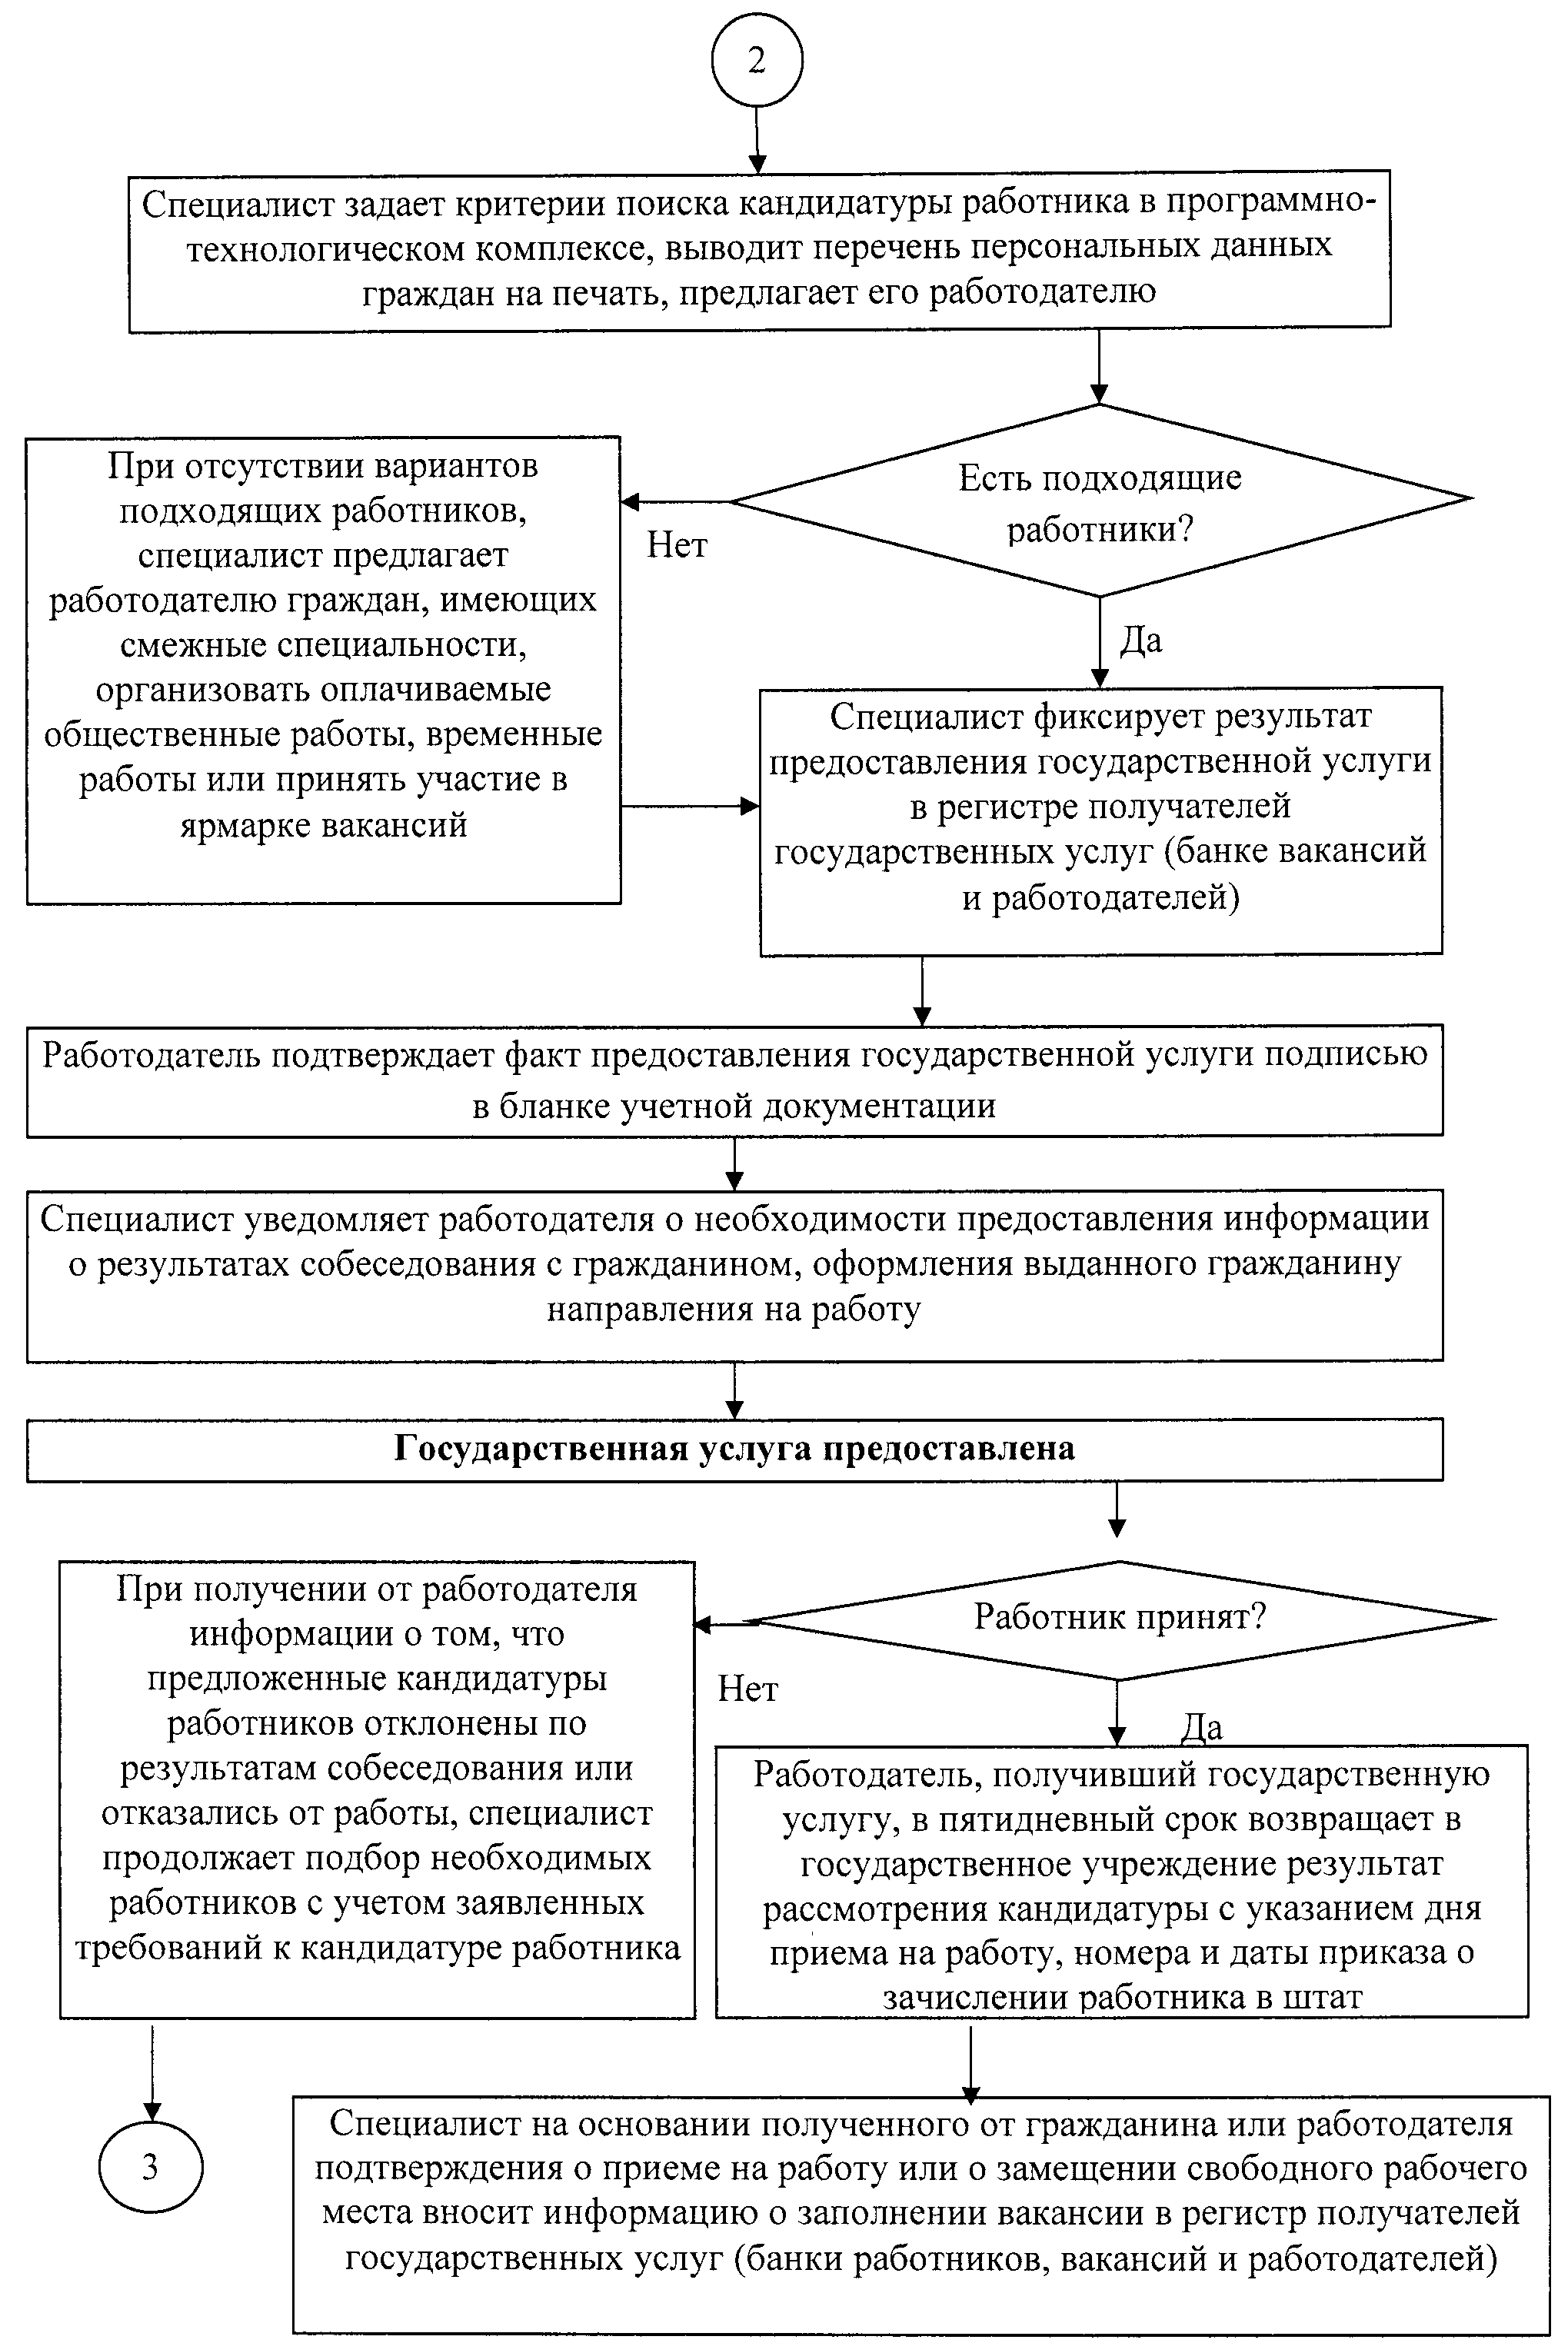 2
Специалист задает критерии поиска кандидатуры работника в программно-
технологическом комплексе, выводит перечень персональных данных
граждан на печать, предлагает его работодателю
Есть подходящие
работники?
Нет
Да
При отсутствии вариантов
подходящих работников,
специалист предлагает
работодателю граждан, имеющих
смежные специальности,
организовать оплачиваемые
общественные работы, временные
работы или принять участие в
ярмарке вакансий
Специалист фиксирует результат
предоставления государственной услуги
в регистре получателей
государственных услуг (банке вакансий
и работодателей)
Работодатель подтверждает факт предоставления государственной услуги подписью
в бланке учетной документации
Специалист уведомляет работодателя о необходимости предоставления информации
о результатах собеседования с гражданином, оформления выданного гражданину
направления на работу
Государственная услуга предоставлена
Работник принят?
Нет
Да
При получении от работодателя
информации о том, что
предложенные кандидатуры
работников отклонены по
результатам собеседования или
отказались от работы, специалист
продолжает подбор необходимых
работников с учетом заявленных
требований к кандидатуре работника
Работодатель, получивший государственную
услугу, в пятидневный срок возвращает в
государственное учреждение результат
рассмотрения кандидатуры с указанием дня
приема на работу, номера и даты приказа о
зачислении работника в штат
3
Специалист на основании полученного от гражданина или работодателя
подтверждения о приеме на работу или о замещении свободного рабочего
места вносит информацию о заполнении вакансии в регистр получателей
государственных услуг (банки работников, вакансий и работодателей)